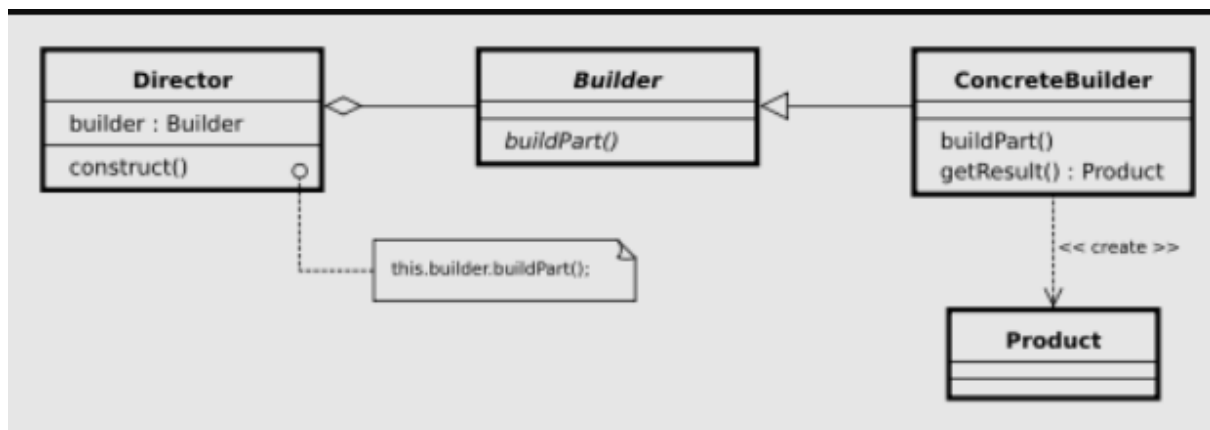 Director
builder : Builder
construct()
this.builder.buildPart();
Builder
buildPart()
ConcreteBuilder
buildPart()
getResult() : Product
<< create >>
Product